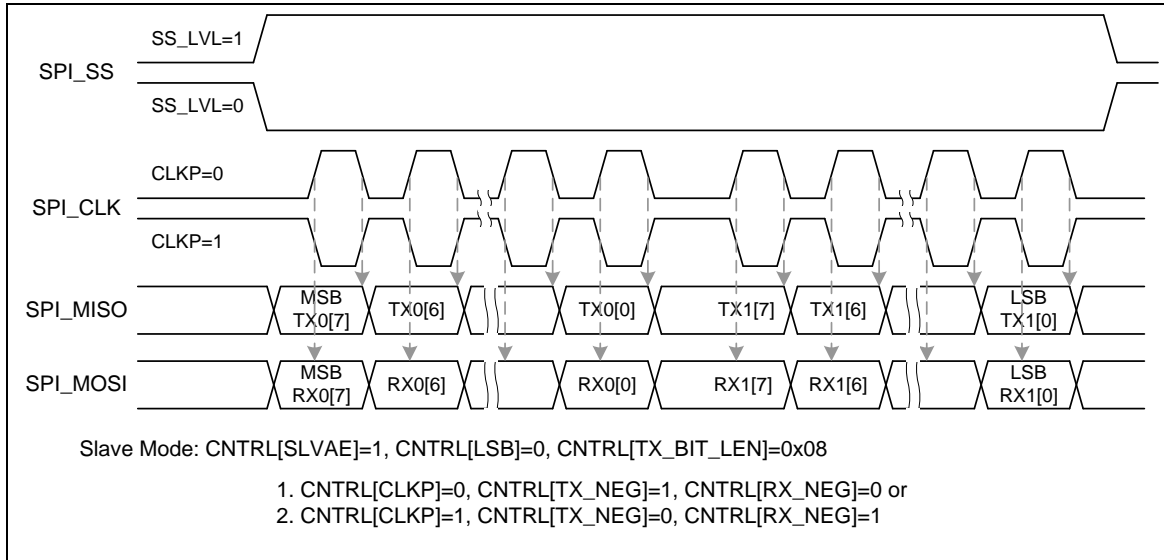 SS_LVL=1
SPI_SS
SS_LVL=0
CLKP=0
SPI_CLK
CLKP=1
SPI_MISO
MSB
TX0[7]
TX0[6]
TX0[0]
TX1[7]
TX1[6]
LSB
TX1[0]
SPI_MOSI
MSB
RX0[7]
RX0[6]
RX0[0]
RX1[7]
RX1[6]
LSB
RX1[0]
Slave Mode: CNTRL[SLVAE]=1, CNTRL[LSB]=0, CNTRL[TX_BIT_LEN]=0x08
1. CNTRL[CLKP]=0, CNTRL[TX_NEG]=1, CNTRL[RX_NEG]=0 or
2. CNTRL[CLKP]=1, CNTRL[TX_NEG]=0, CNTRL[RX_NEG]=1